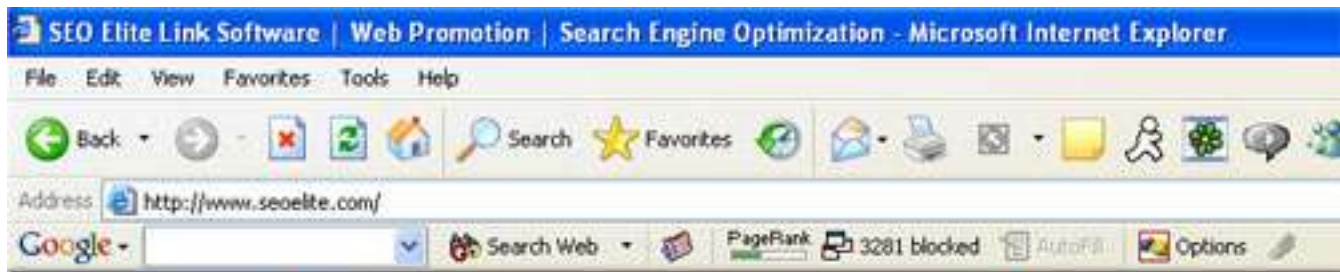 SEO Elite Link Software | Web Promotion | Search Engine Optimization - Microsoft Internet Explorer
File Edit View Favorites Tools Help
Back Search Favorites
Address http://www.seoelite.com/
Google Search Web PageRank 3281 blocked AutoFill Options